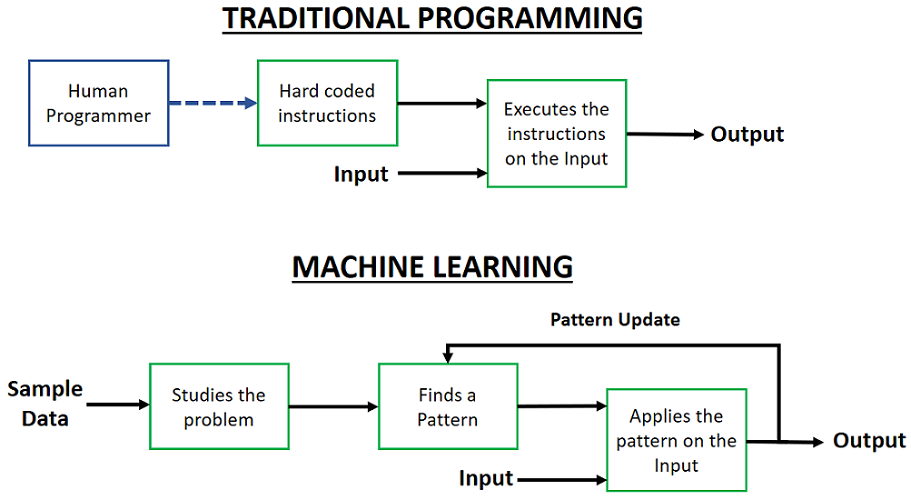 TRADITIONAL PROGRAMMING
Human
Programmer
Hard coded
instructions
Executes the
instructions
on the Input
Output
Input
MACHINE LEARNING
Pattern Update
Sample
Data
Studies the
problem
Finds a
Pattern
Applies the
pattern on the
Input
Output
Input